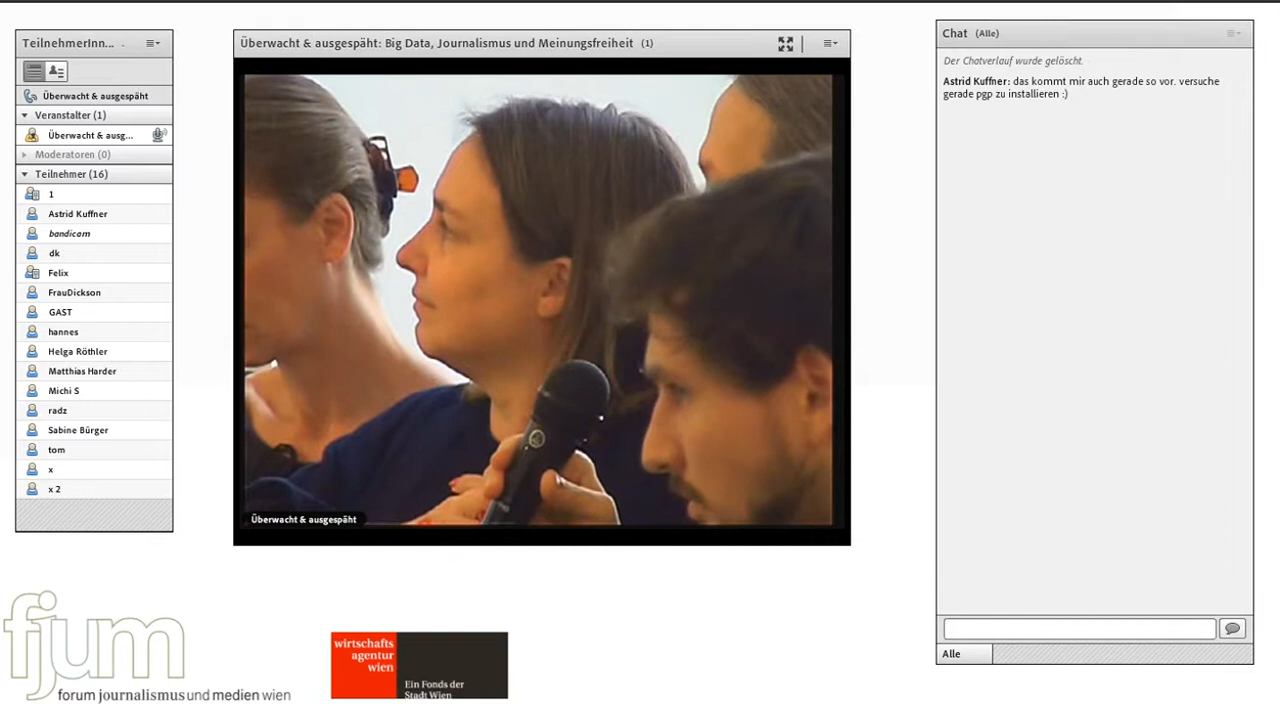 TeilnehmerInn...
Überwacht & ausgespäht
Veranstalter (1)
Überwacht & ausg...
Moderatoren (0)
Teilnehmer (16)
1
Astrid Kuffner
bandicam
dk
Felix
FrauDickson
GAST
hannes
Helga Röthler
Matthias Harder
Michi S
radz
Sabine Bürger
tom
x
x 2
Überwacht & ausgespäht: Big Data, Journalismus und Meinungsfreiheit (1)
Überwacht & ausgespäht
Chat (Alle)
Der Chatverlauf wurde gelöscht.
Astrid Kuffner: das kommt mir auch gerade so vor. versuche
gerade pgp zu installieren :)
Alle
fjum
forum journalismus und medien wien
wirtschafts
agentur
wien
Ein Fonds der
Stadt Wien